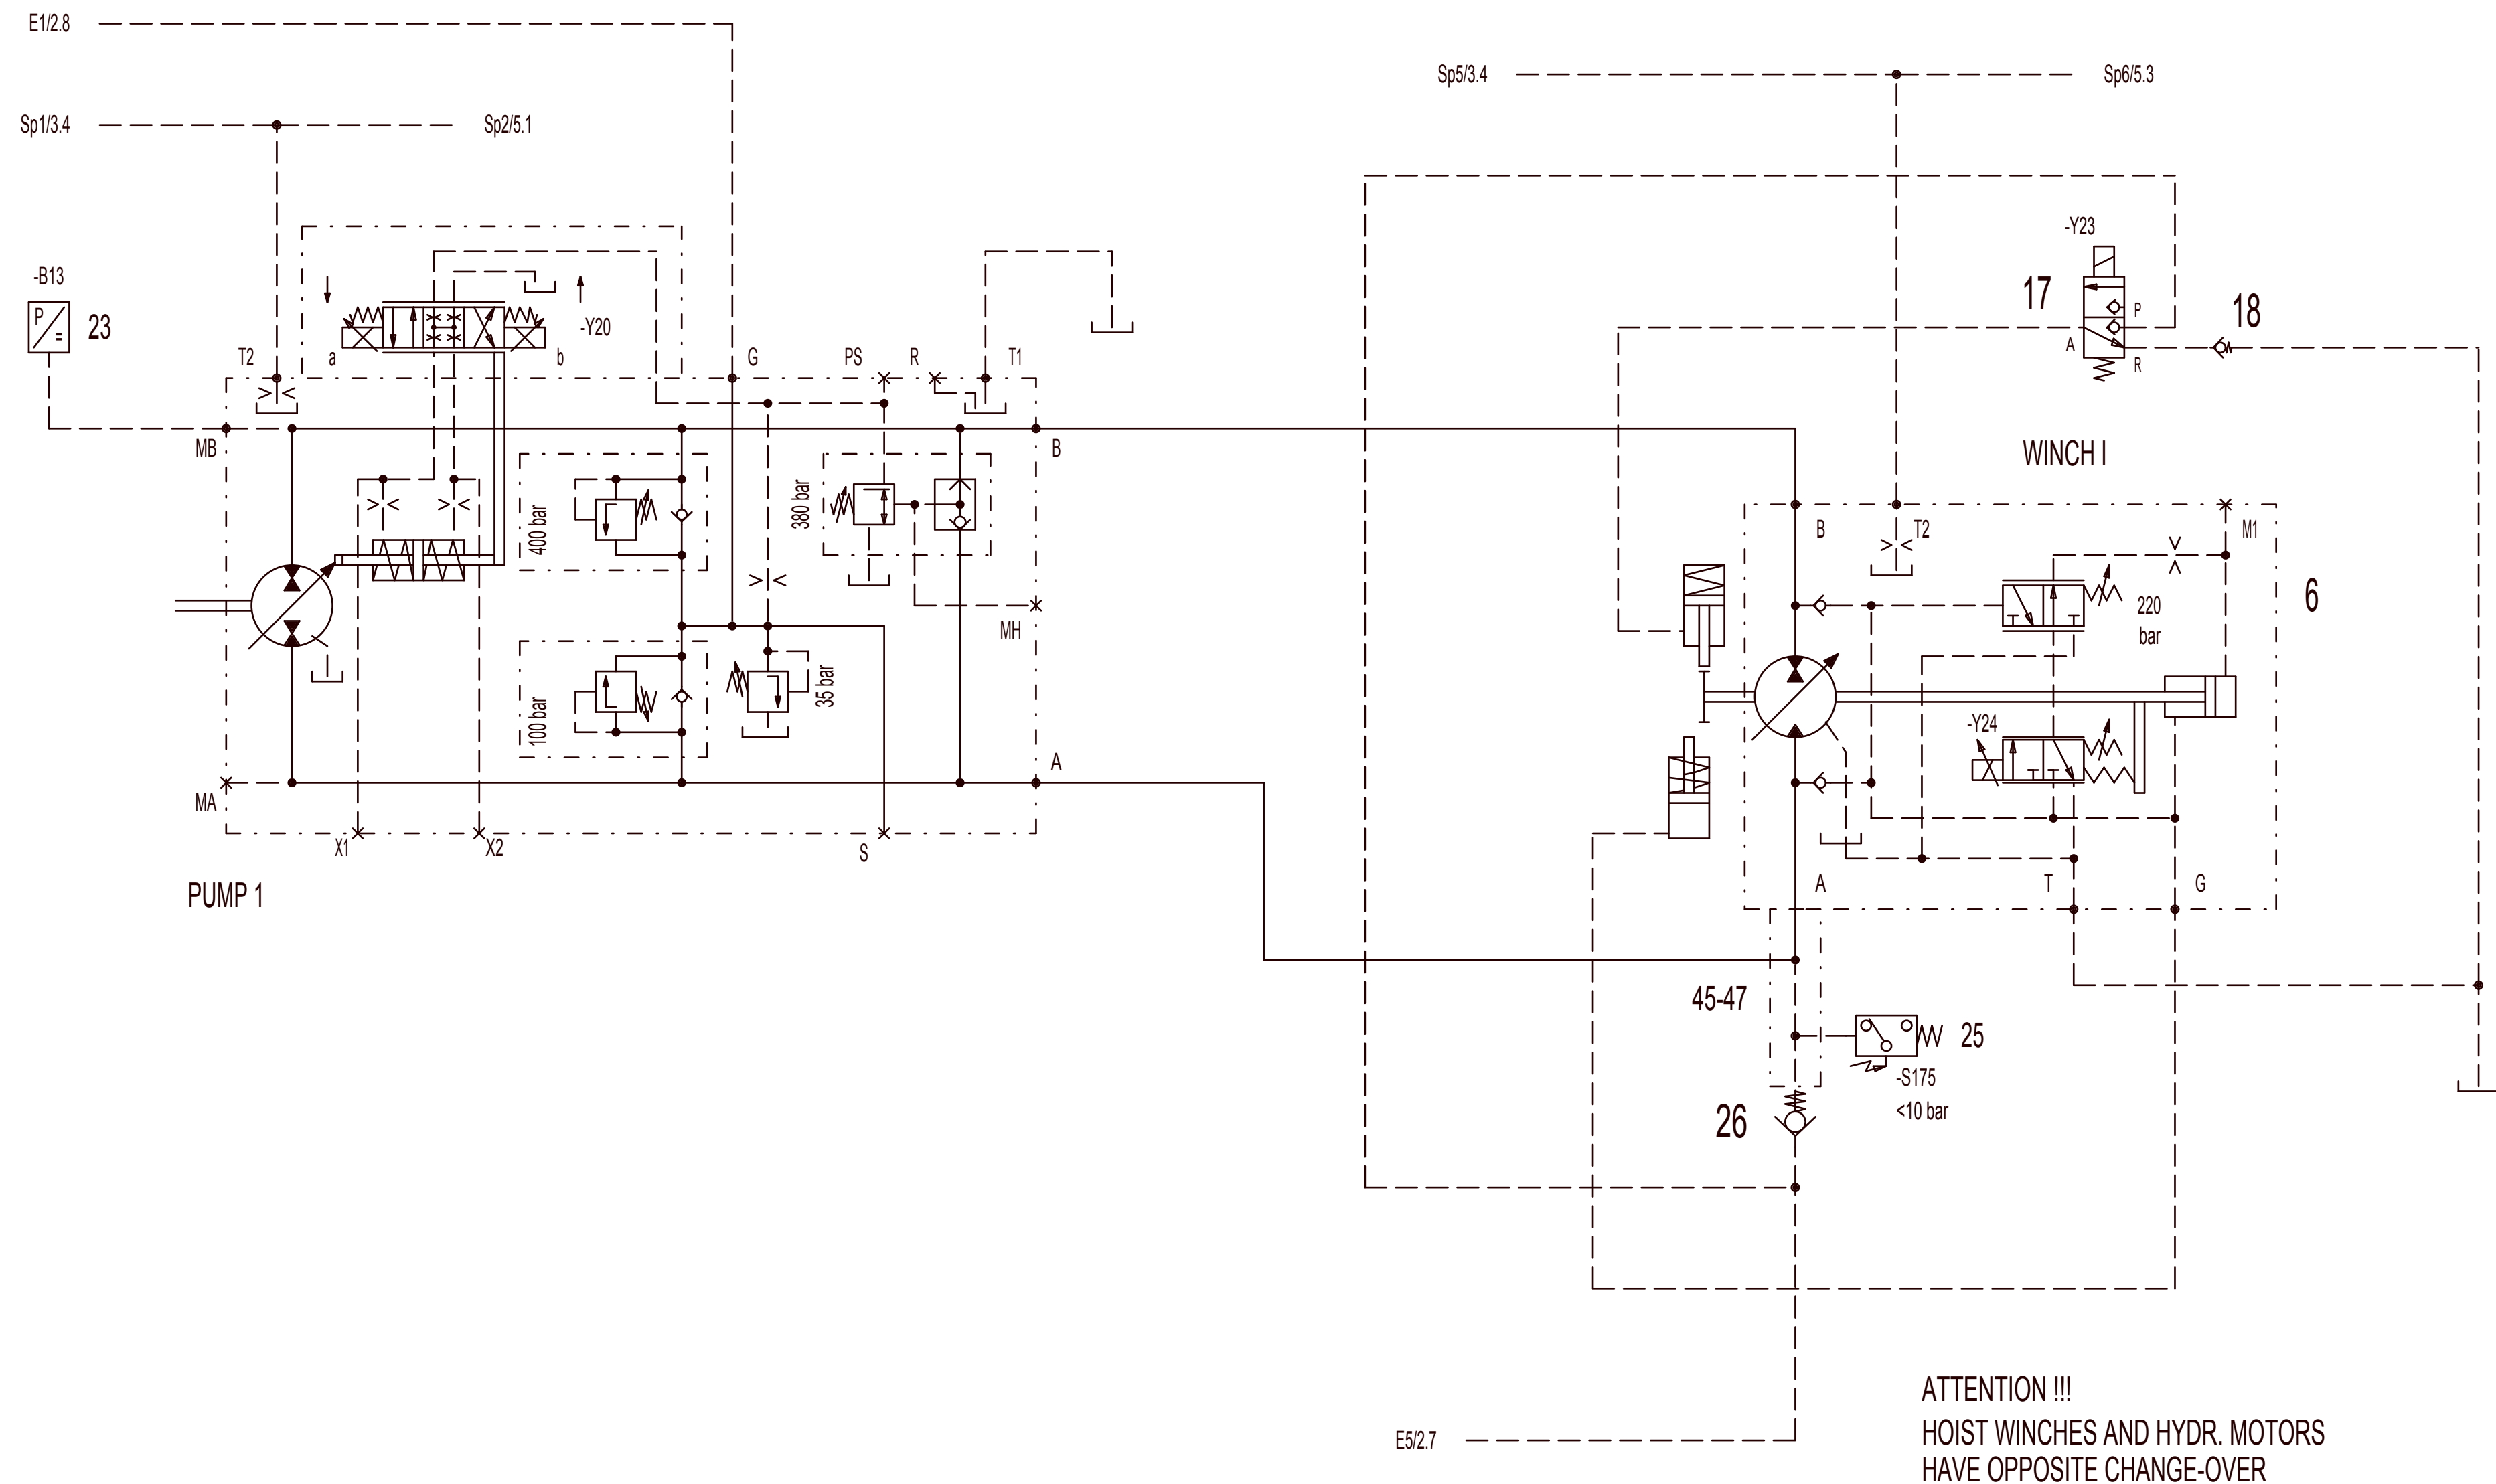 E1/2.8
Sp5/3.4
Sp6/5.3
Sp1/3.4
Sp2/5.1
-Y23
-B13
P
=
23
-Y20
17
P
18
A
R
T2
a
b
G
PS
R
T1
MB
B
WINCH I
400 bar
380 bar
B
T2
M1
220
bar
6
MH
100 bar
35 bar
-Y24
A
MA
X1
X2
S
A
T
G
PUMP 1
45-47
25
-S175
<10 bar
26
E5/2.7
ATTENTION !!!
HOIST WINCHES AND HYDR. MOTORS
HAVE OPPOSITE CHANGE-OVER